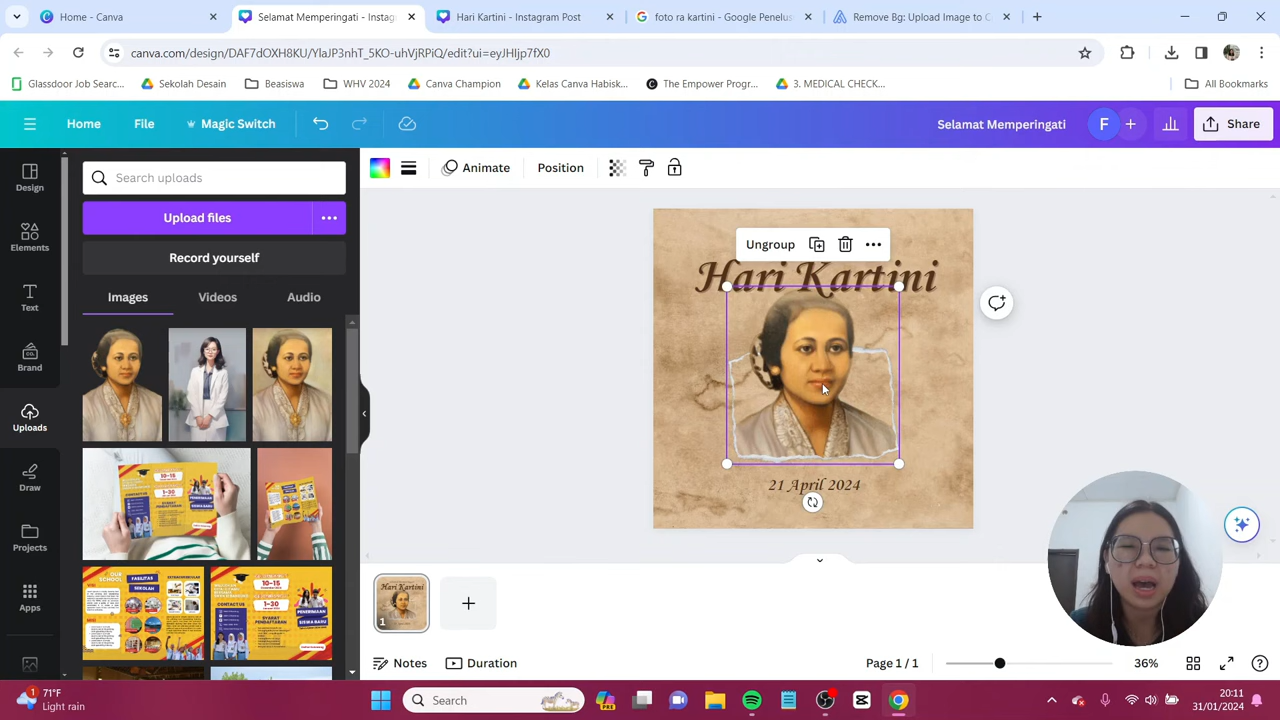 Home - Canva
Selamat Memperingati - Instag
Hari Kartini - Instagram Post
foto ra kartini - Google Penelus
Remove Bg: Upload Image to C
canva.com/design/DAF7dOXH8KU/YlaJP3nhT_5KO-uhVjRPiQ/edit?ui=eyJHIjp7fX0
Glassdoor Job Searc...
Sekolah Desain
Beasiswa
WHV 2024
Canva Champion
Kelas Canva Habisk...
The Empower Progr...
3. MEDICAL CHECK...
All Bookmarks
Home
File
Magic Switch
Selamat Memperingati
F
Share
Design
Elements
Text
Brand
Uploads
Draw
Projects
Apps
Search uploads
Upload files
Record yourself
Images
Videos
Audio
Animate
Position
Ungroup
Hari Kartini
21 April 2024
1
Notes
Duration
Page 1 / 1
36%
71°F
Light rain
Search
20:11
31/01/2024